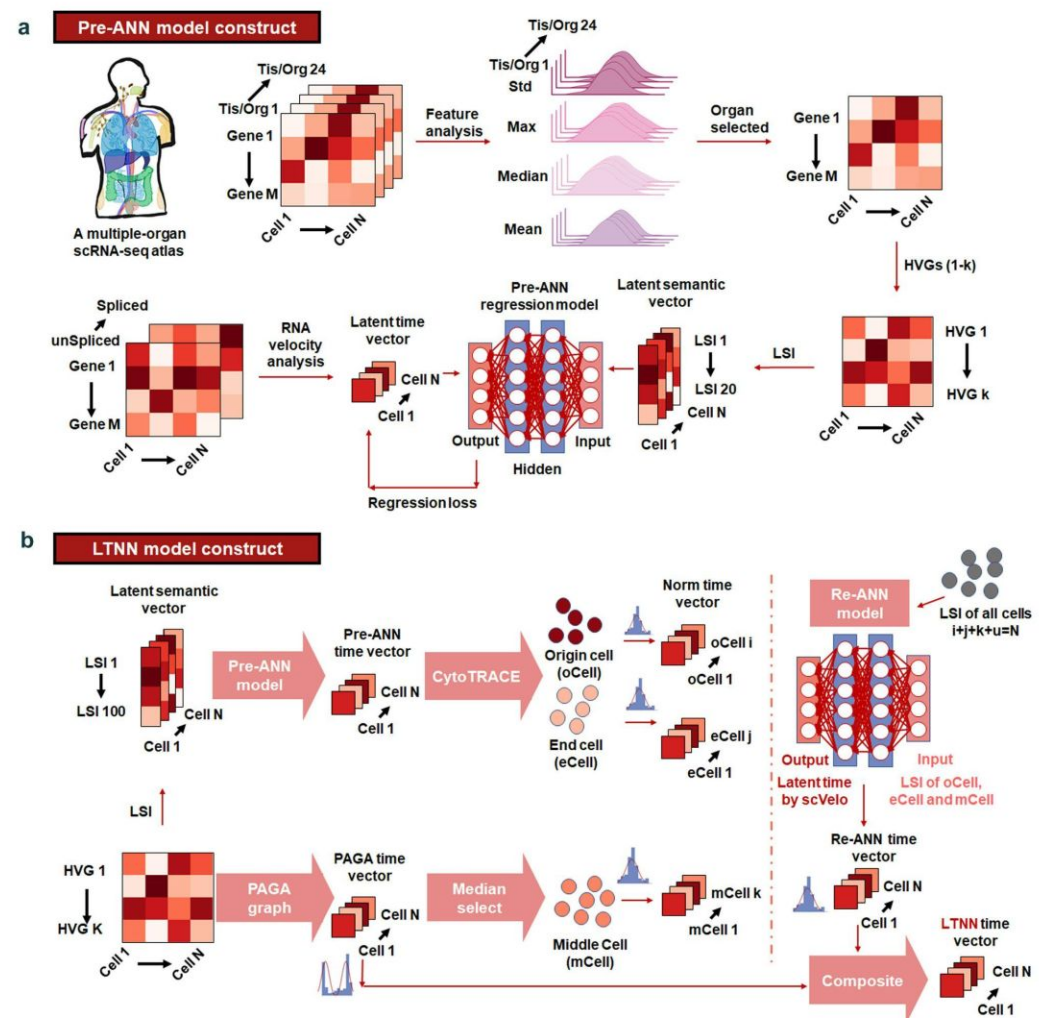 a
Pre-ANN model construct
A multiple-organ
scRNA-seq atlas
Tis/Org 24
Tis/Org 1
Gene 1
Gene M
Cell 1
Cell N
Feature
analysis
Tis/Org 24
Tis/Org 1
Std
Max
Median
Mean
Organ
selected
Gene 1
Gene M
Cell 1
Cell N
HVGs (1-k)
HVG 1
HVG k
Cell 1
Cell N
LSI
Latent semantic
vector
LSI 1
LSI 20
Cell N
Cell 1
Pre-ANN
regression model
Output
Input
Hidden
Latent time
vector
Cell N
Cell 1
Regression loss
RNA
velocity
analysis
Spliced
unSpliced
Gene 1
Gene M
Cell 1
Cell N
b
LTNN model construct
Latent semantic
vector
LSI 1
LSI 100
Cell N
Cell 1
Pre-ANN
model
Pre-ANN
time vector
Cell N
Cell 1
CytoTRACE
Origin cell
(oCell)
End cell
(eCell)
Norm time
vector
oCell i
oCell 1
eCell j
eCell 1
LSI
HVG 1
HVG K
Cell 1
Cell N
PAGA
graph
PAGA time
vector
Cell N
Cell 1
Median
select
Middle Cell
(mCell)
mCell k
mCell 1
Re-ANN
model
LSI of all cells
i+j+k+u=N
Output
Input
Latent time
by scVelo
LSI of oCell,
eCell and mCell
Re-ANN time
vector
Cell N
Cell 1
Composite
LTNN time
vector
Cell N
Cell 1